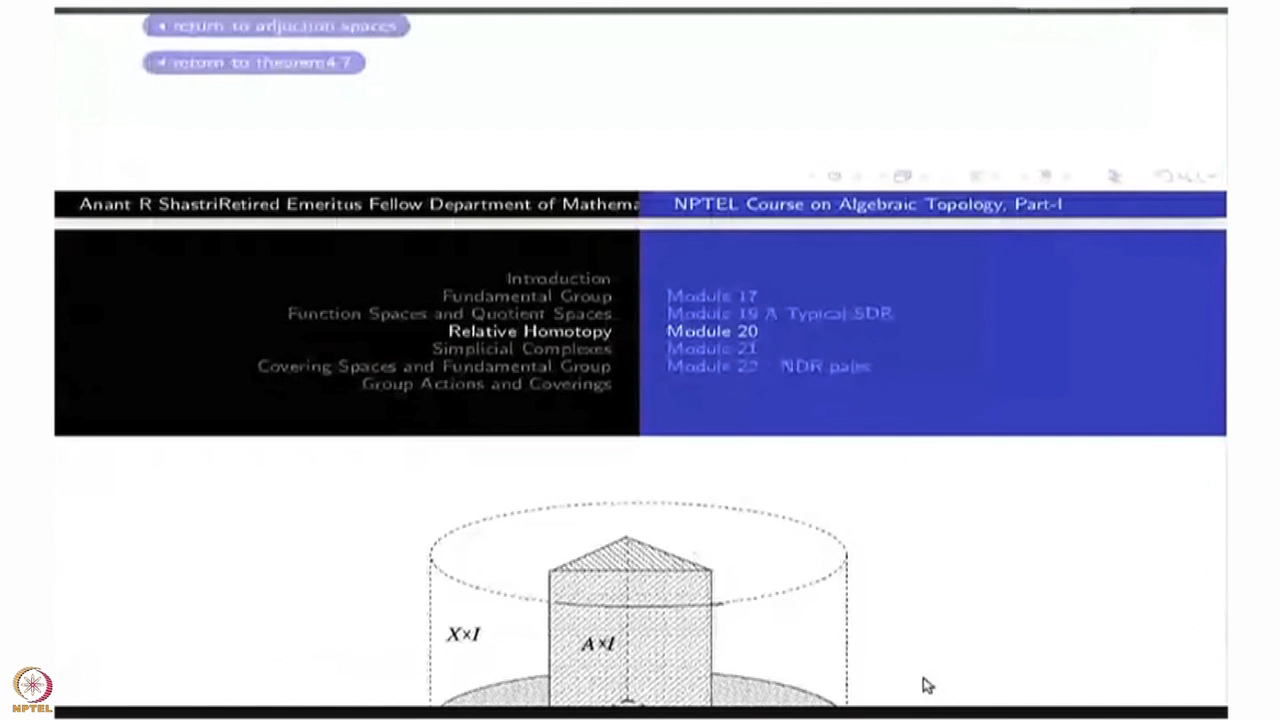 return to adjuction spaces
return to theorem4.7
Anant R ShastriRetired Emeritus Fellow Department of Mathema
NPTEL Course on Algebraic Topology, Part-I
Introduction
Fundamental Group
Function Spaces and Quotient Spaces
Relative Homotopy
Simplicial Complexes
Covering Spaces and Fundamental Group
Group Actions and Coverings
Module 17
Module 19 A Typical SDR
Module 20
Module 21
Module 22 NDR pairs
X×I
A×I
NPTEL